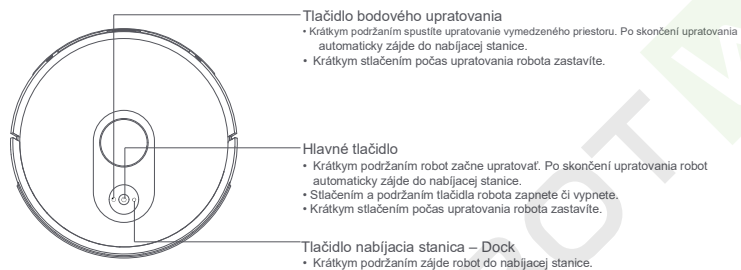 Tlačidlo bodového upratovania
• Krátkym podržaním spustíte upratovanie vymedzeného priestoru. Po skončení upratovania
automaticky zájde do nabíjacej stanice.
• Krátkym stlačením počas upratovania robota zastavíte.
Hlavné tlačidlo
• Krátkym podržaním robot začne upratovať. Po skončení upratovania robot
automaticky zájde do nabíjacej stanice.
• Stlačením a podržaním tlačidla robota zapnete či vypnete.
• Krátkym stlačením počas upratovania robota zastavíte.
Tlačidlo nabíjacia stanica – Dock
• Krátkym podržaním zájde robot do nabíjacej stanice.
BOT